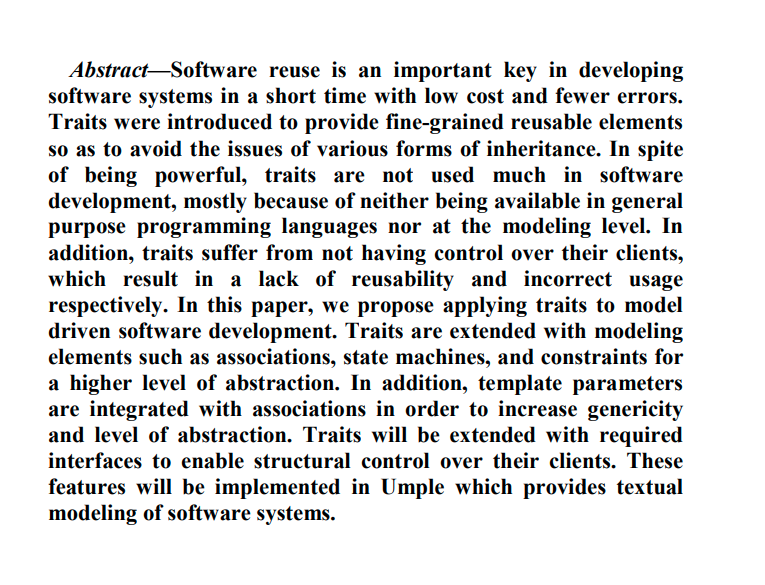 Abstract—Software reuse is an important key in developing
software systems in a short time with low cost and fewer errors.
Traits were introduced to provide fine-grained reusable elements
so as to avoid the issues of various forms of inheritance. In spite
of being powerful, traits are not used much in software
development, mostly because of neither being available in general
purpose programming languages nor at the modeling level. In
addition, traits suffer from not having control over their clients,
which result in a lack of reusability and incorrect usage
respectively. In this paper, we propose applying traits to model
driven software development. Traits are extended with modeling
elements such as associations, state machines, and constraints for
a higher level of abstraction. In addition, template parameters
are integrated with associations in order to increase genericity
and level of abstraction. Traits will be extended with required
interfaces to enable structural control over their clients. These
features will be implemented in Umple which provides textual
modeling of software systems.